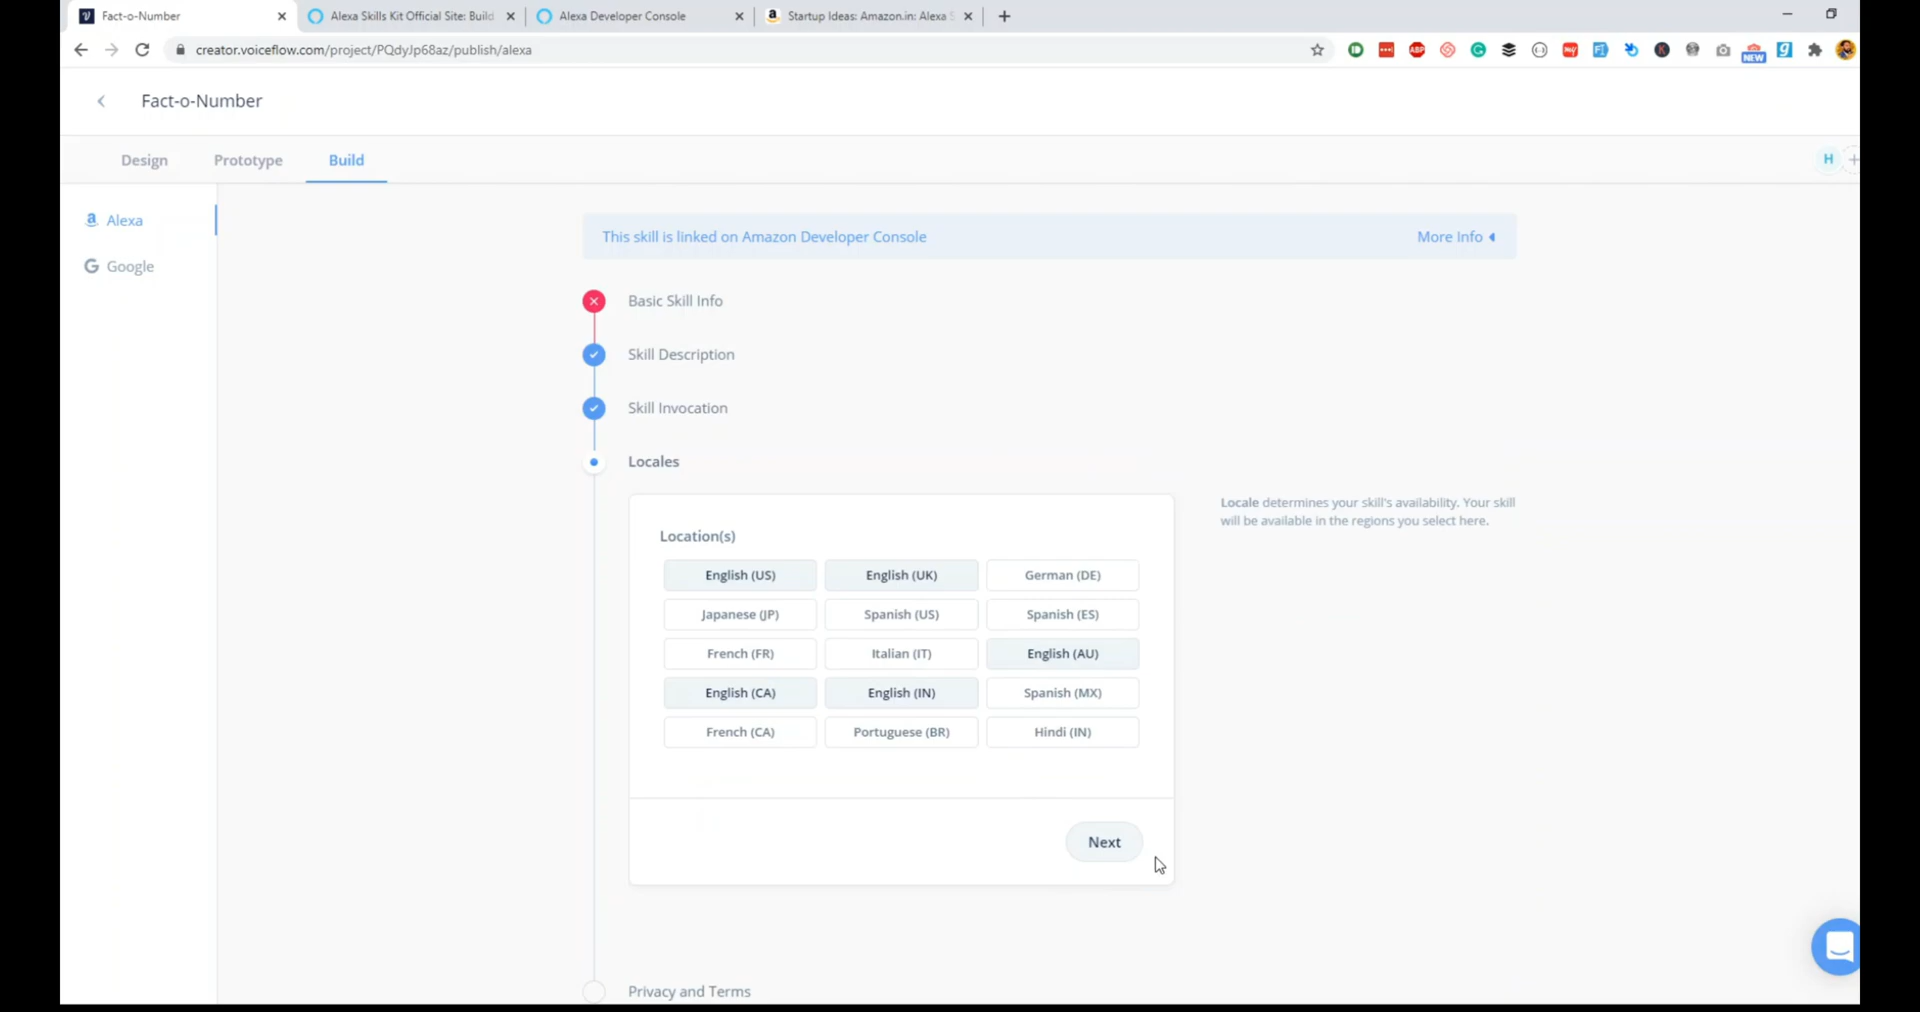 Fact-o-Number
Alexa Skills Kit Official Site: Build
Alexa Developer Console
Startup Ideas: Amazon.in: Alexa S
creator.voiceflow.com/project/PQdyJp68az/publish/alexa
ABP
NEW
Fact-o-Number
Design
Prototype
Build
H
Alexa
Google
This skill is linked on Amazon Developer Console
More Info
Basic Skill Info
Skill Description
Skill Invocation
Locales
Locale determines your skill's availability. Your skill
will be available in the regions you select here.
Location(s)
English (US)
English (UK)
German (DE)
Japanese (JP)
Spanish (US)
Spanish (ES)
French (FR)
Italian (IT)
English (AU)
English (CA)
English (IN)
Spanish (MX)
French (CA)
Portuguese (BR)
Hindi (IN)
Next
Privacy and Terms